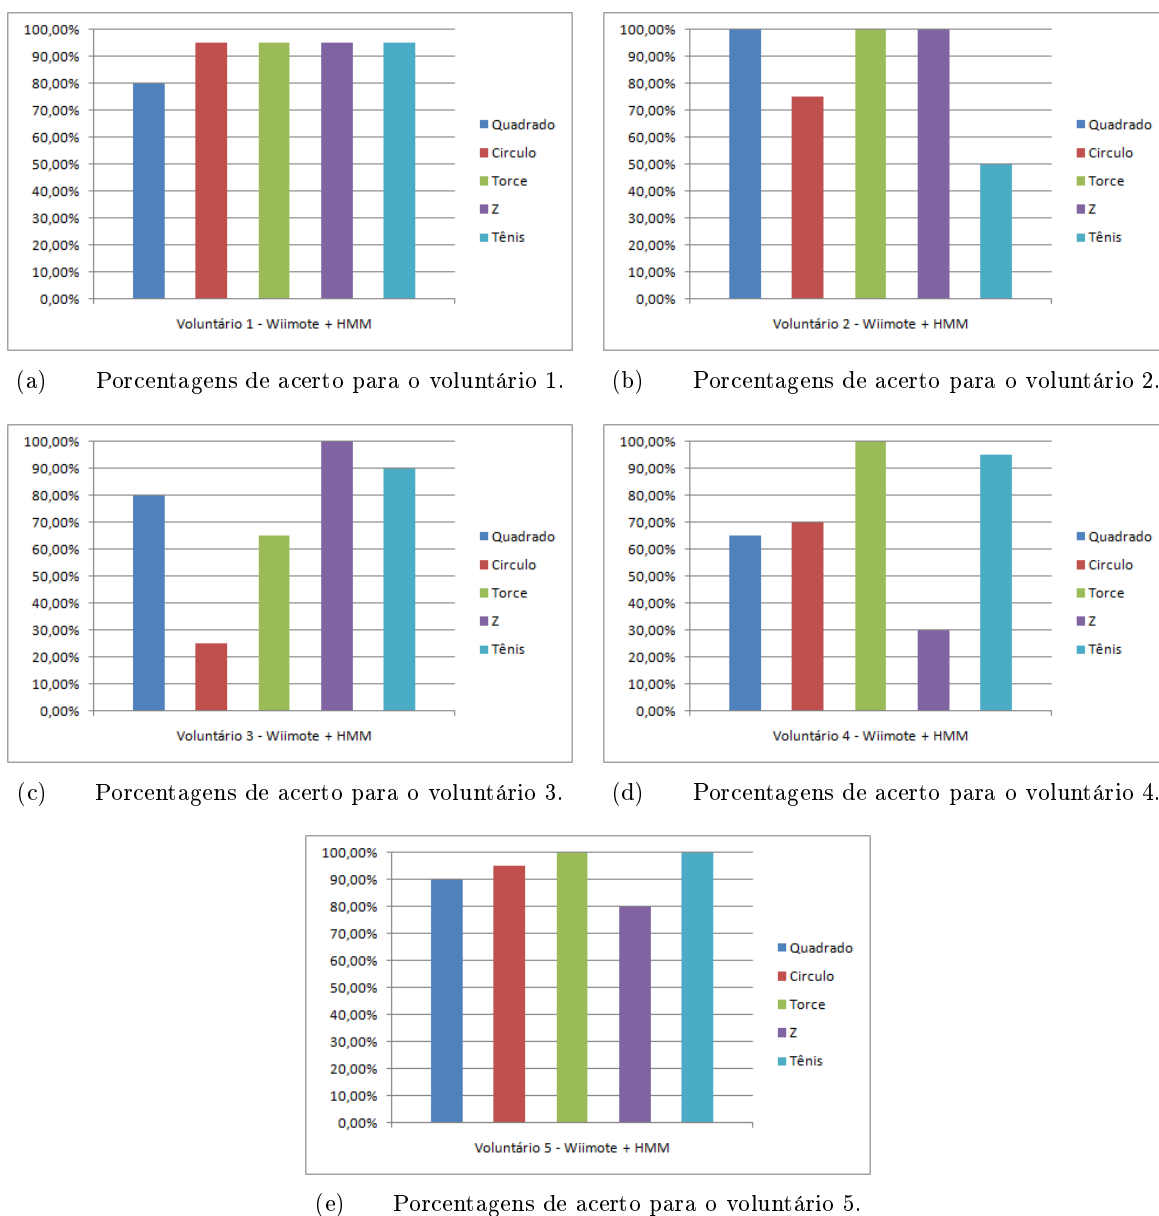 100,00%
90,00%
80,00%
70,00%
60,00%
50,00%
40,00%
30,00%
20,00%
10,00%
0,00%
Quadrado
Circulo
Torce
Z
Tênis
Voluntário 1 - Wiimote + HMM
(a) Porcentagens de acerto para o voluntário 1.
100,00%
90,00%
80,00%
70,00%
60,00%
50,00%
40,00%
30,00%
20,00%
10,00%
0,00%
Quadrado
Circulo
Torce
Z
Tênis
Voluntário 2 - Wiimote + HMM
(b) Porcentagens de acerto para o voluntário 2.
100,00%
90,00%
80,00%
70,00%
60,00%
50,00%
40,00%
30,00%
20,00%
10,00%
0,00%
Quadrado
Circulo
Torce
Z
Tênis
Voluntário 3 - Wiimote + HMM
(c) Porcentagens de acerto para o voluntário 3.
100,00%
90,00%
80,00%
70,00%
60,00%
50,00%
40,00%
30,00%
20,00%
10,00%
0,00%
Quadrado
Circulo
Torce
Z
Tênis
Voluntário 4 - Wiimote + HMM
(d) Porcentagens de acerto para o voluntário 4.
100,00%
90,00%
80,00%
70,00%
60,00%
50,00%
40,00%
30,00%
20,00%
10,00%
0,00%
Quadrado
Circulo
Torce
Z
Tênis
Voluntário 5 - Wiimote + HMM
(e) Porcentagens de acerto para o voluntário 5.